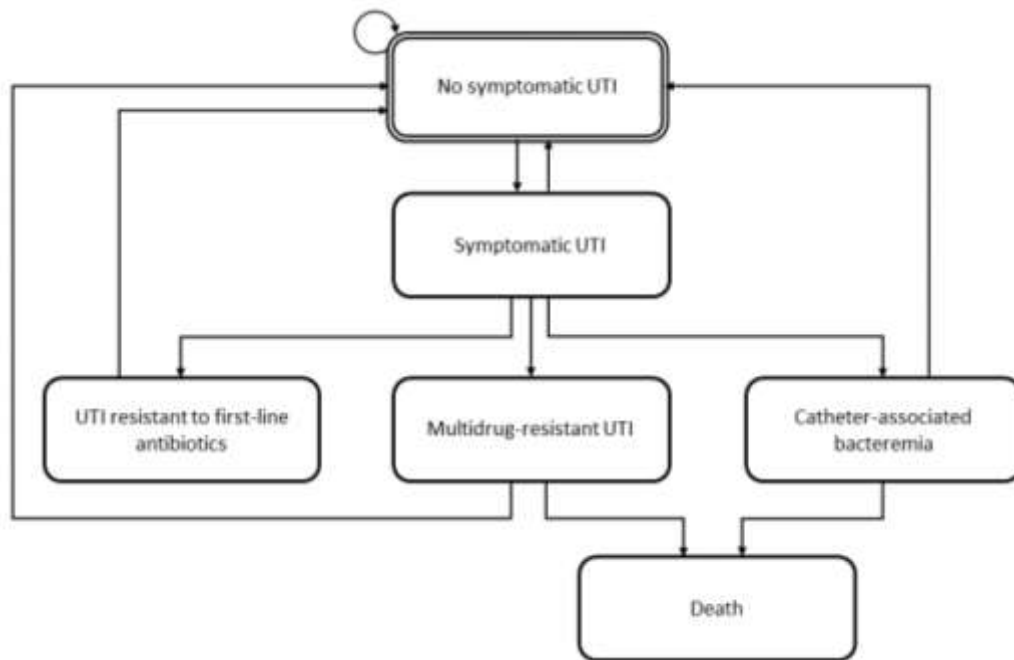 No symptomatic UTI
Symptomatic UTI
UTI resistant to first-line
antibiotics
Multidrug-resistant UTI
Catheter-associated
bacteremia
Death